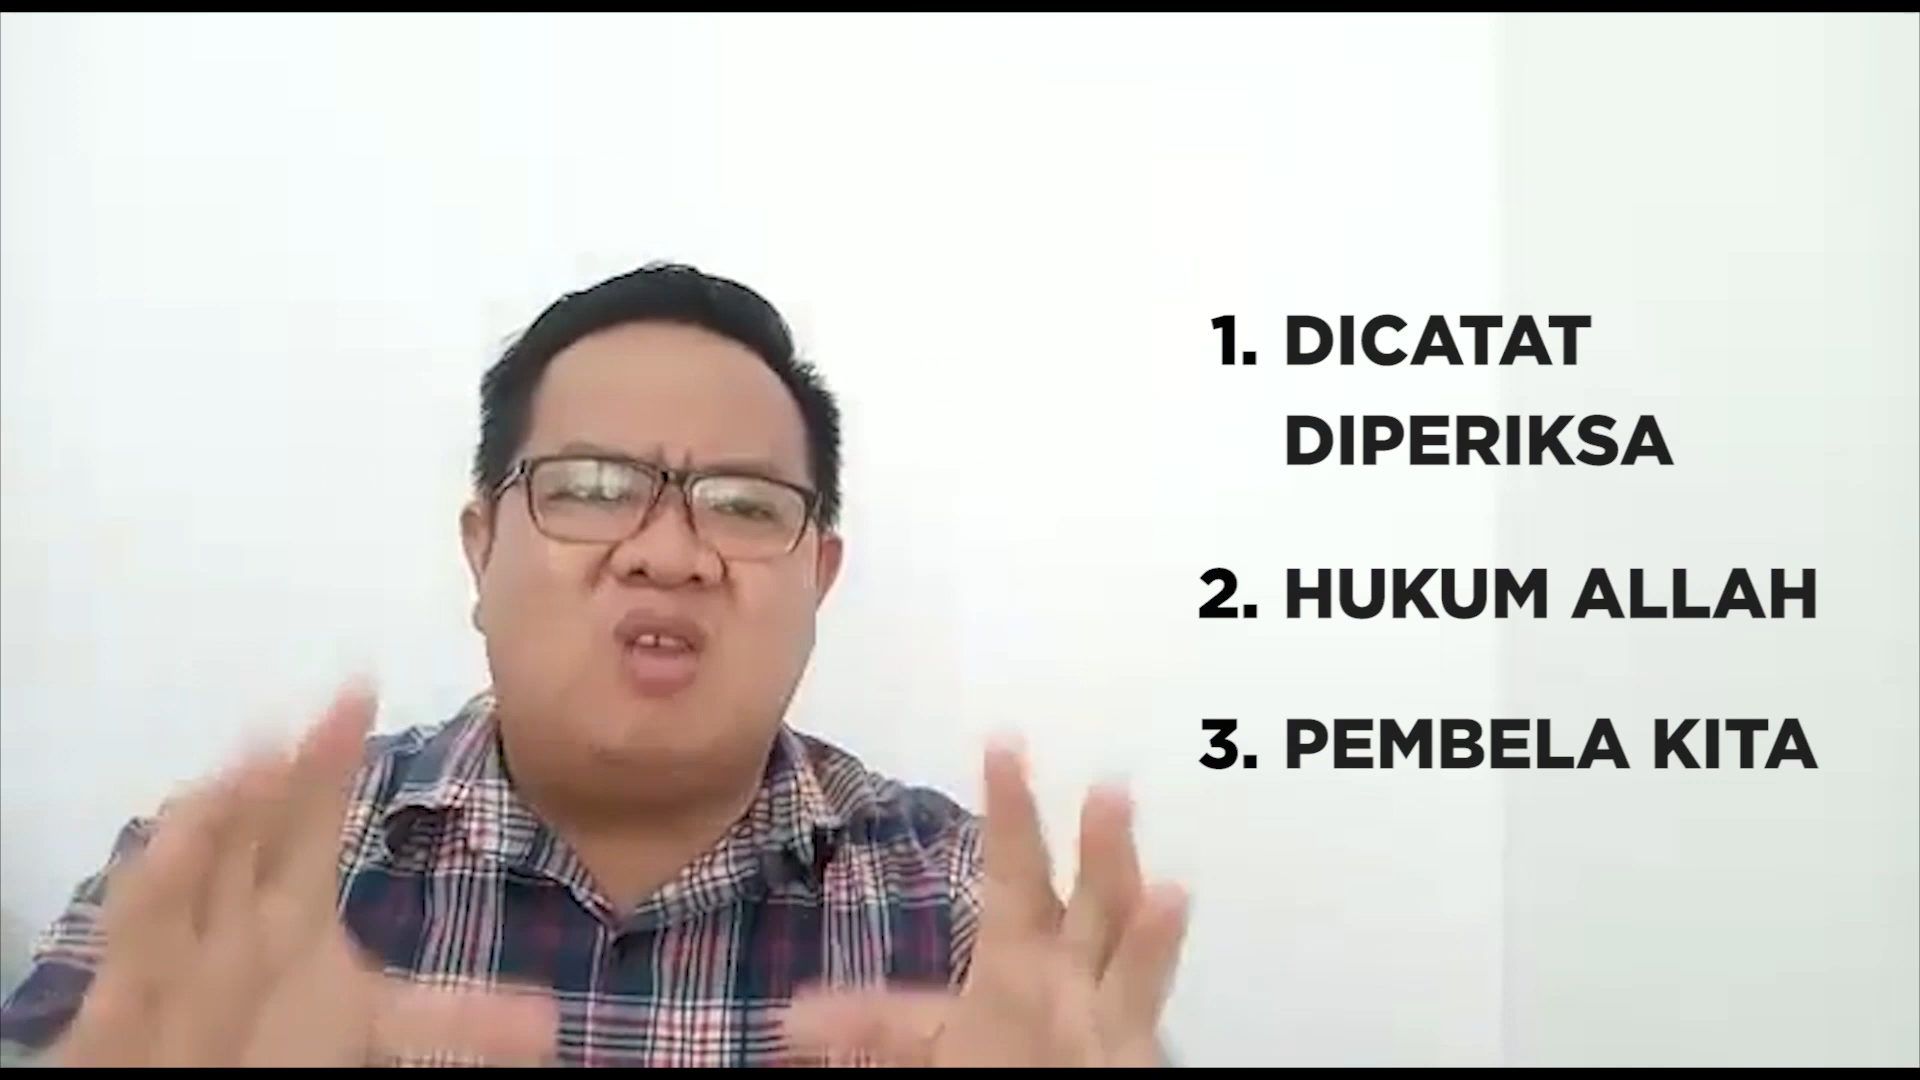 1. DICATAT
DIPERIKSA
2. HUKUM ALLAH
3. PEMBELA KITA